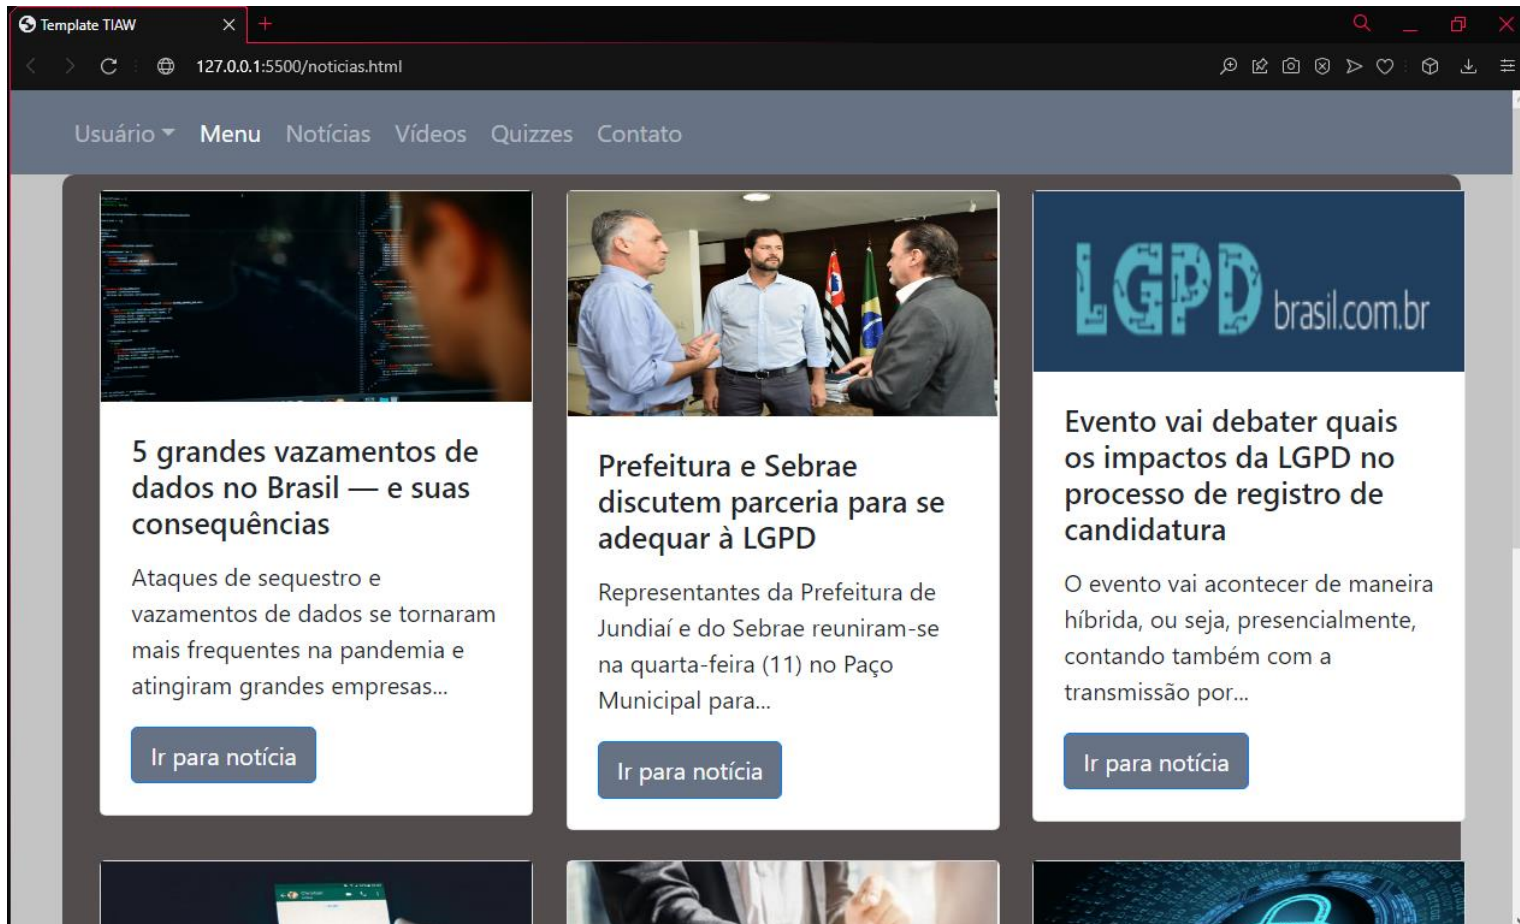 Template TIAW
127.0.0.1:5500/noticias.html
Usuário Menu Notícias Vídeos Quizzes Contato
5 grandes vazamentos de
dados no Brasil — e suas
consequências
Ataques de sequestro e
vazamentos de dados se tornaram
mais frequentes na pandemia e
atingiram grandes empresas...
Ir para notícia
Prefeitura e Sebrae
discutem parceria para se
adequar à LGPD
Representantes da Prefeitura de
Jundiaí e do Sebrae reuniram-se
na quarta-feira (11) no Paço
Municipal para...
Ir para notícia
LGPD brasil.com.br
Evento vai debater quais
os impactos da LGPD no
processo de registro de
candidatura
O evento vai acontecer de maneira
híbrida, ou seja, presencialmente,
contando também com a
transmissão por...
Ir para notícia